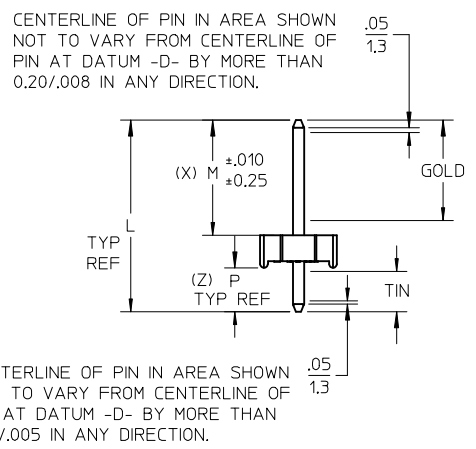 CENTERLINE OF PIN IN AREA SHOWN
NOT TO VARY FROM CENTERLINE OF
PIN AT DATUM -D- BY MORE THAN
0.20/.008 IN ANY DIRECTION.
.05
1.3
(X) M ±.010
±0.25
GOLD
L
TYP
REF
(Z) P
TYP REF
TIN
TERLINE OF PIN IN AREA SHOWN
TO VARY FROM CENTERLINE OF
AT DATUM -D- BY MORE THAN
/.005 IN ANY DIRECTION.
.05
1.3